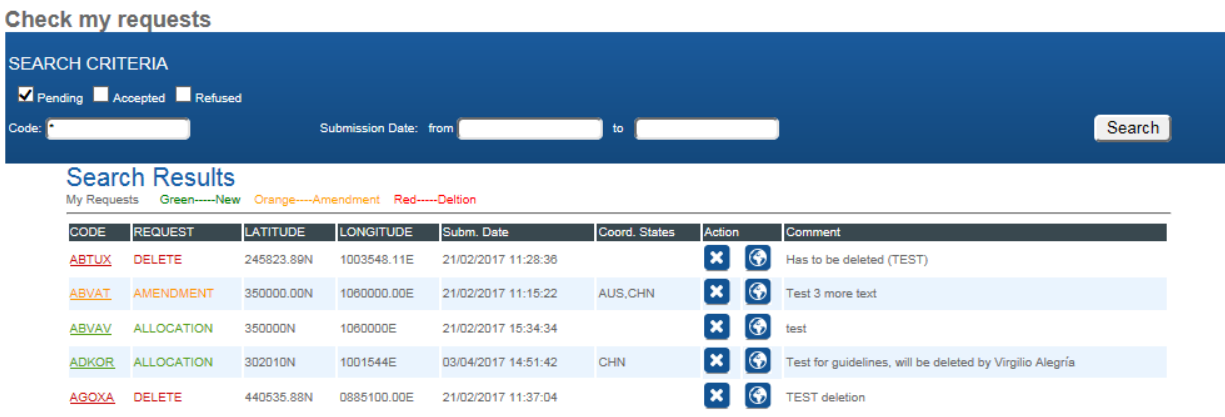 Check my requests
SEARCH CRITERIA
Pending Accepted Refused
Code: * Submission Date: from to Search
Search Results
My Requests Green-----New Orange----Amendment Red-----Deltion
CODE REQUEST LATITUDE LONGITUDE Subm. Date Coord. States Action Comment
ABTUX DELETE 245823.89N 1003548.11E 21/02/2017 11:28:36 Has to be deleted (TEST)
ABVAT AMENDMENT 350000.00N 1060000.00E 21/02/2017 11:15:22 AUS,CHN Test 3 more text
ABVAV ALLOCATION 350000N 1060000E 21/02/2017 15:34:34 test
ADKOR ALLOCATION 302010N 1001544E 03/04/2017 14:51:42 CHN Test for guidelines, will be deleted by Virgilio Alegría
AGOXA DELETE 440535.88N 0885100.00E 21/02/2017 11:37:04 TEST deletion